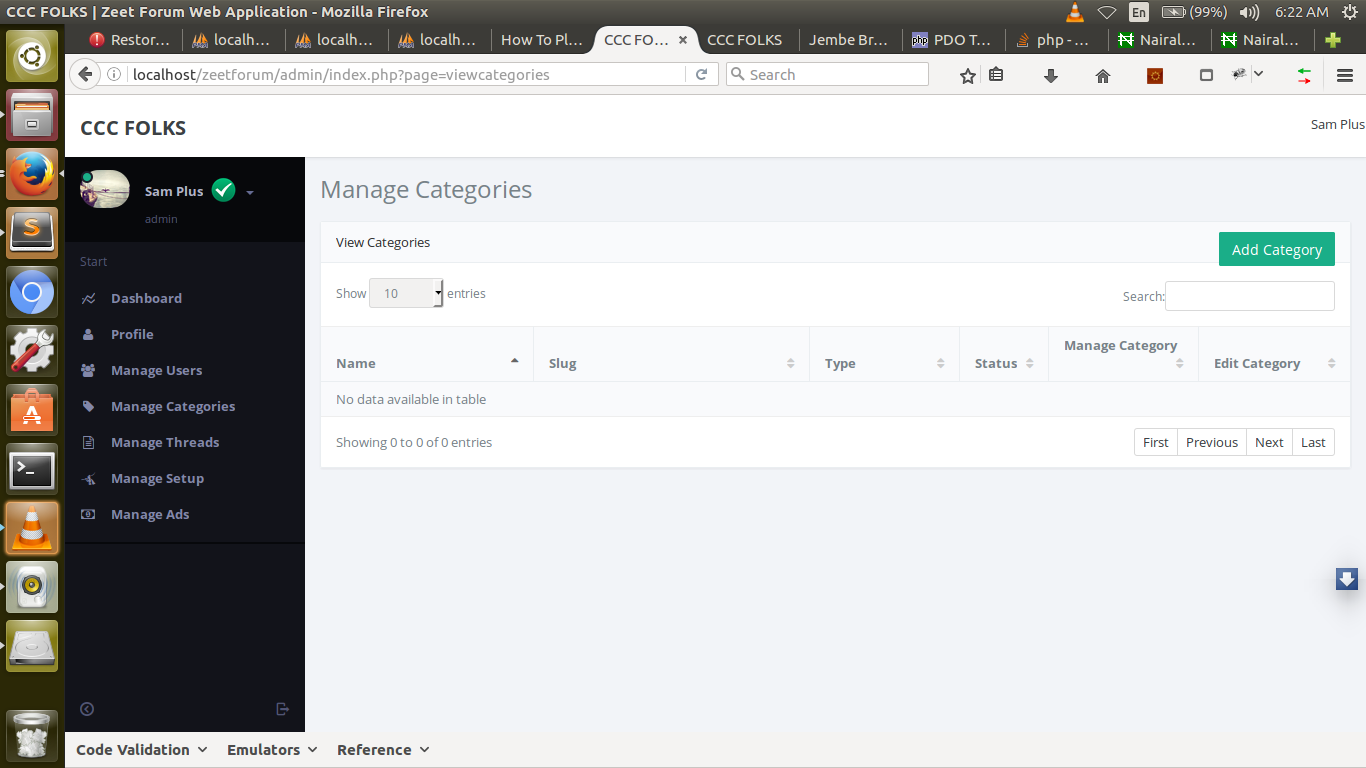 CCC FOLKS | Zeet Forum Web Application - Mozilla Firefox
En (99%) 6:22 AM
Restor... localh... localh... localh... How To Pl... CCC FO... CCC FOLKS Jembe Br... PDO T... php - ... Nairal... Nairal...
localhost/zeetforum/admin/index.php?page=viewcategories
Search
CCC FOLKS
Sam Plus
Sam Plus
admin
Start
Dashboard
Profile
Manage Users
Manage Categories
Manage Threads
Manage Setup
Manage Ads
Manage Categories
View Categories
Add Category
Show 10 entries
Search:
Name Slug Type Status Manage Category Edit Category
No data available in table
Showing 0 to 0 of 0 entries
First Previous Next Last
Code Validation Emulators Reference